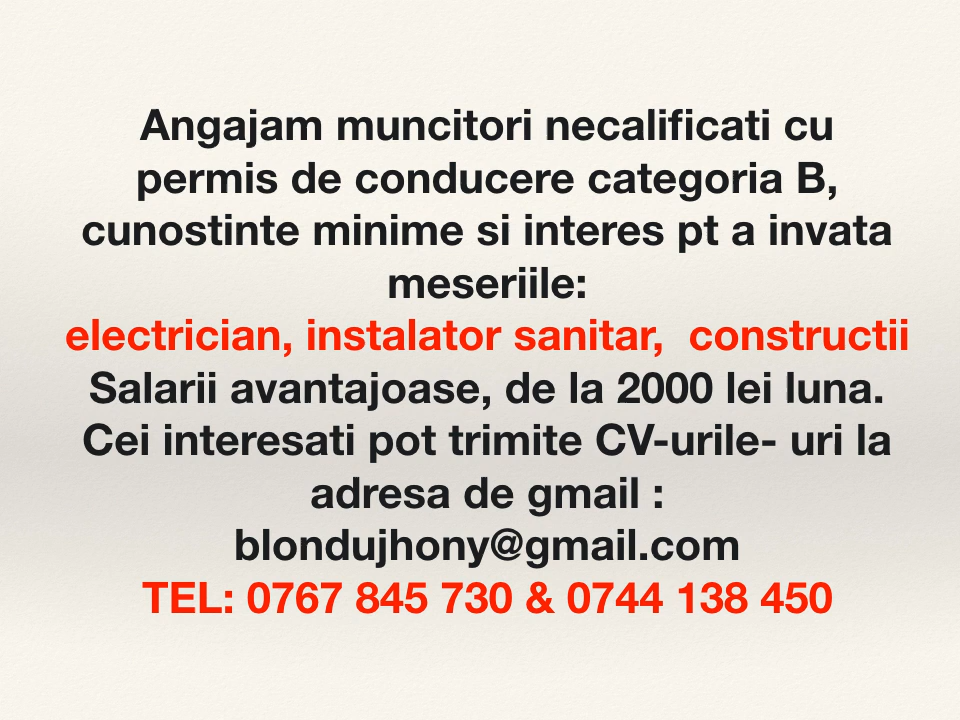 Angajam muncitori necalificati cu
permis de conducere categoria B,
cunostinte minime si interes pt a invata
meseriile:
electrician, instalator sanitar,  constructii
Salarii avantajoase, de la 2000 lei luna.
Cei interesati pot trimite CV-urile- uri la
adresa de gmail :
blondujhony@gmail.com
TEL: 0767 845 730 & 0744 138 450